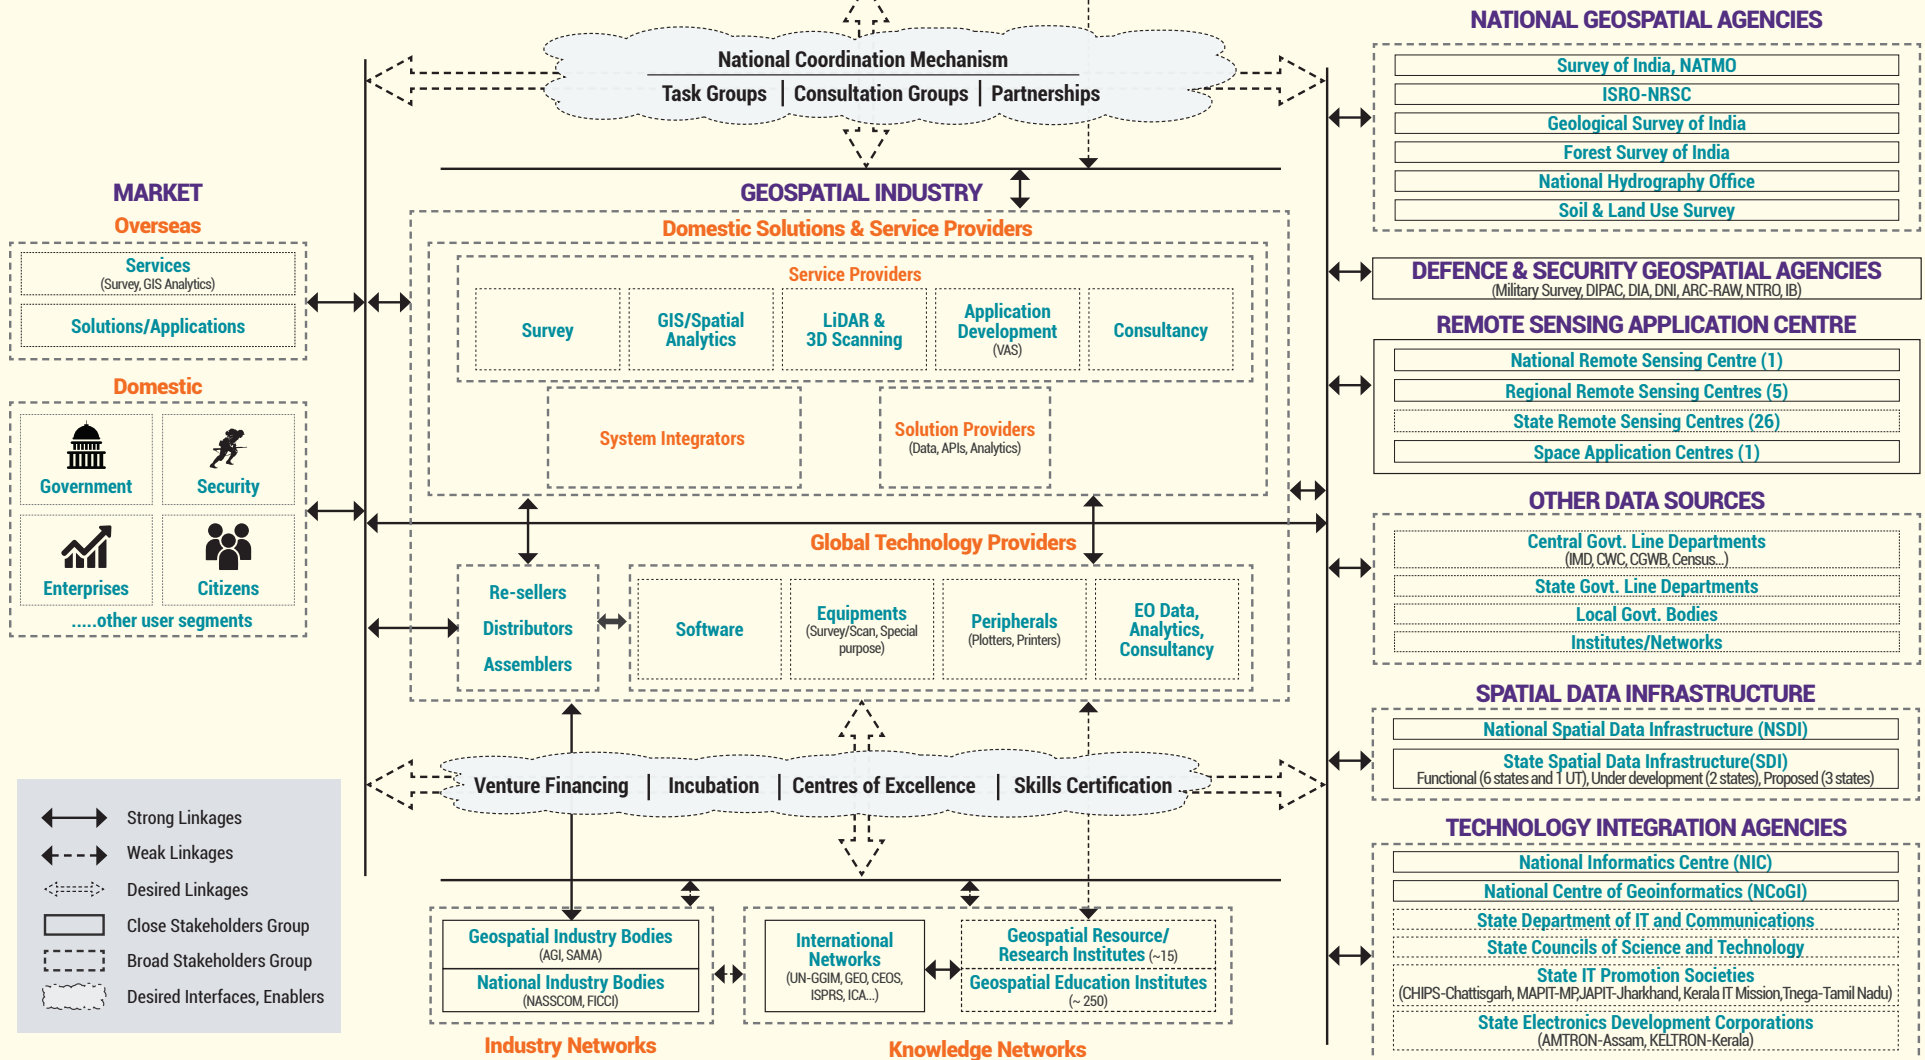 National Coordination Mechanism
Task Groups | Consultation Groups | Partnerships
MARKET
Overseas
Services
(Survey, GIS Analytics)
Solutions/Applications
Domestic
Government
Security
Enterprises
Citizens
.....other user segments
GEOSPATIAL INDUSTRY
Domestic Solutions & Service Providers
Service Providers
Survey
GIS/Spatial
Analytics
LiDAR &
3D Scanning
Application
Development
(VAS)
Consultancy
System Integrators
Solution Providers
(Data, APIs, Analytics)
Global Technology Providers
Re-sellers
Distributors
Assemblers
Software
Equipments
(Survey/Scan, Special
purpose)
Peripherals
(Plotters, Printers)
EO Data,
Analytics,
Consultancy
Venture Financing | Incubation | Centres of Excellence | Skills Certification
Geospatial Industry Bodies
(AGI, SAMA)
National Industry Bodies
(NASSCOM, FICCI)
Industry Networks
International
Networks
(UN-GGIM, GEO, CEOS,
ISPRS, ICA...)
Geospatial Resource/
Research Institutes (~15)
Geospatial Education Institutes
(~ 250)
Knowledge Networks
Strong Linkages
Weak Linkages
Desired Linkages
Close Stakeholders Group
Broad Stakeholders Group
Desired Interfaces, Enablers
NATIONAL GEOSPATIAL AGENCIES
Survey of India, NATMO
ISRO-NRSC
Geological Survey of India
Forest Survey of India
National Hydrography Office
Soil & Land Use Survey
DEFENCE & SECURITY GEOSPATIAL AGENCIES
(Military Survey, DIPAC, DIA, DNI, ARC-RAW, NTRO, IB)
REMOTE SENSING APPLICATION CENTRE
National Remote Sensing Centre (1)
Regional Remote Sensing Centres (5)
State Remote Sensing Centres (26)
Space Application Centres (1)
OTHER DATA SOURCES
Central Govt. Line Departments
(IMD, CWC, CGWB, Census...)
State Govt. Line Departments
Local Govt. Bodies
Institutes/Networks
SPATIAL DATA INFRASTRUCTURE
National Spatial Data Infrastructure (NSDI)
State Spatial Data Infrastructure(SDI)
Functional (6 states and 1 UT), Under development (2 states), Proposed (3 states)
TECHNOLOGY INTEGRATION AGENCIES
National Informatics Centre (NIC)
National Centre of Geoinformatics (NCoGI)
State Department of IT and Communications
State Councils of Science and Technology
State IT Promotion Societies
(CHIPS-Chattisgarh, MAPIT-MP,JAPIT-Jharkhand, Kerala IT Mission,Tnega-Tamil Nadu)
State Electronics Development Corporations
(AMTRON-Assam, KELTRON-Kerala)